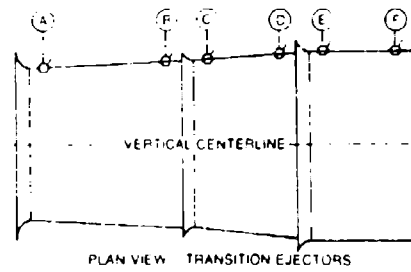 A B C D E F
VERTICAL CENTERLINE
PLAN VIEW TRANSITION EJECTORS